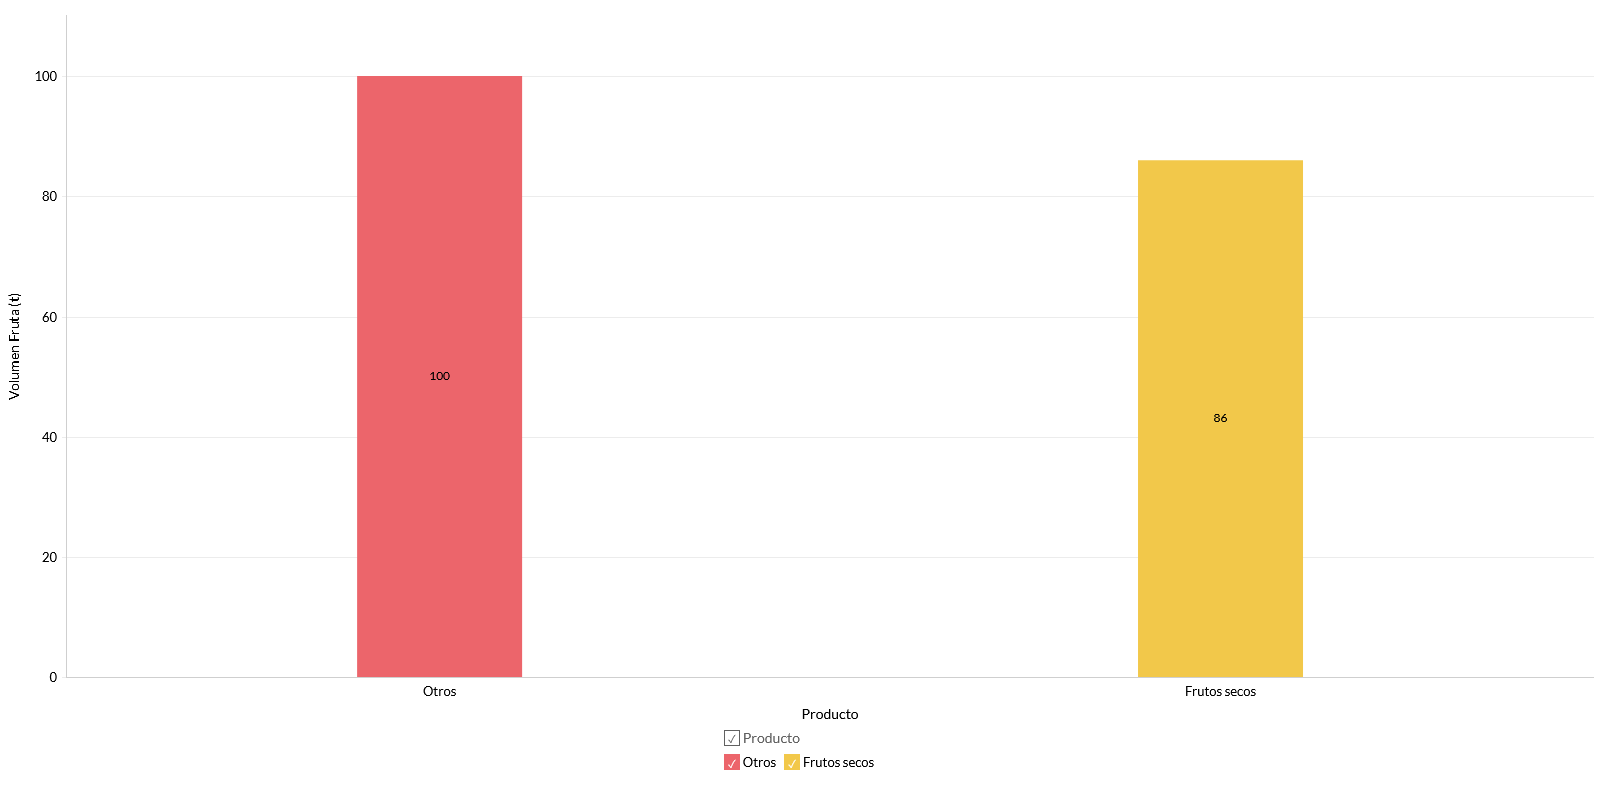 Volumen Fruta (t)
100
80
60
40
20
0
100
86
Otros
Frutos secos
Producto
Producto
Otros
Frutos secos